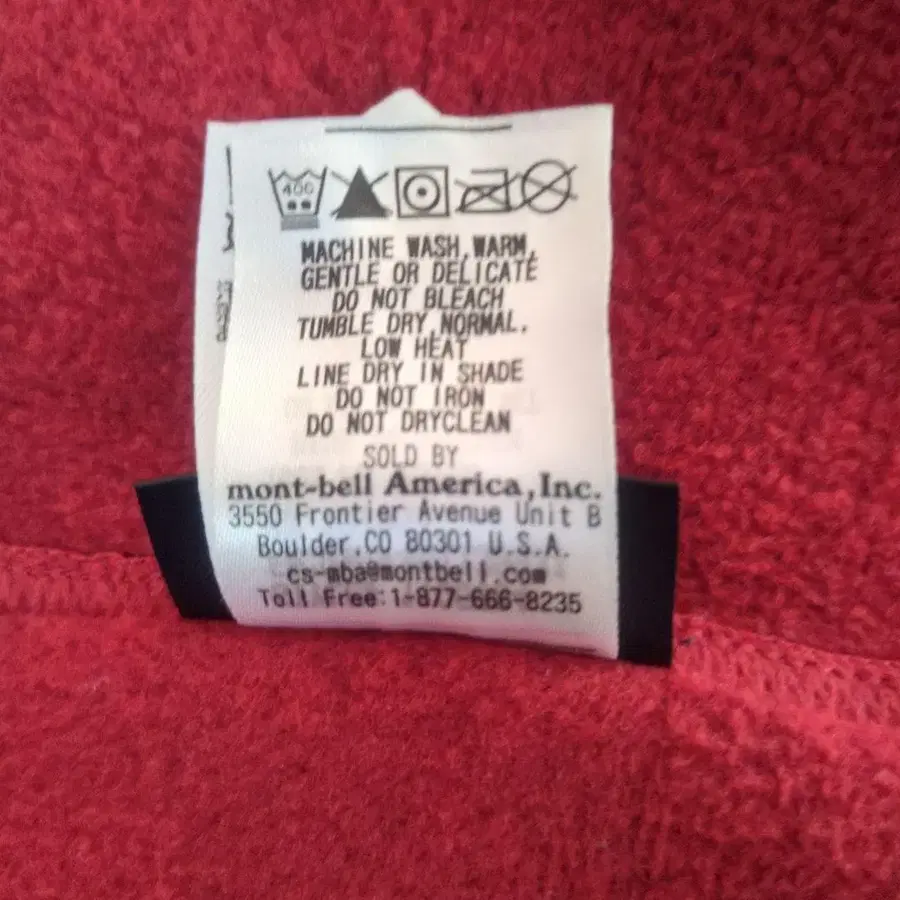 400
MACHINE WASH,WARM,
GENTLE OR DELICATE
DO NOT BLEACH
TUMBLE DRY,NORMAL.
LOW HEAT
LINE DRY IN SHADE
DO NOT IRON
DO NOT DRYCLEAN
SOLD BY
mont-bell America,Inc.
3550 Frontier Avenue Unit B
Boulder.CO 80301 U.S.A.
cs-mba@montbell.com
Toll Free:1-877-666-8235